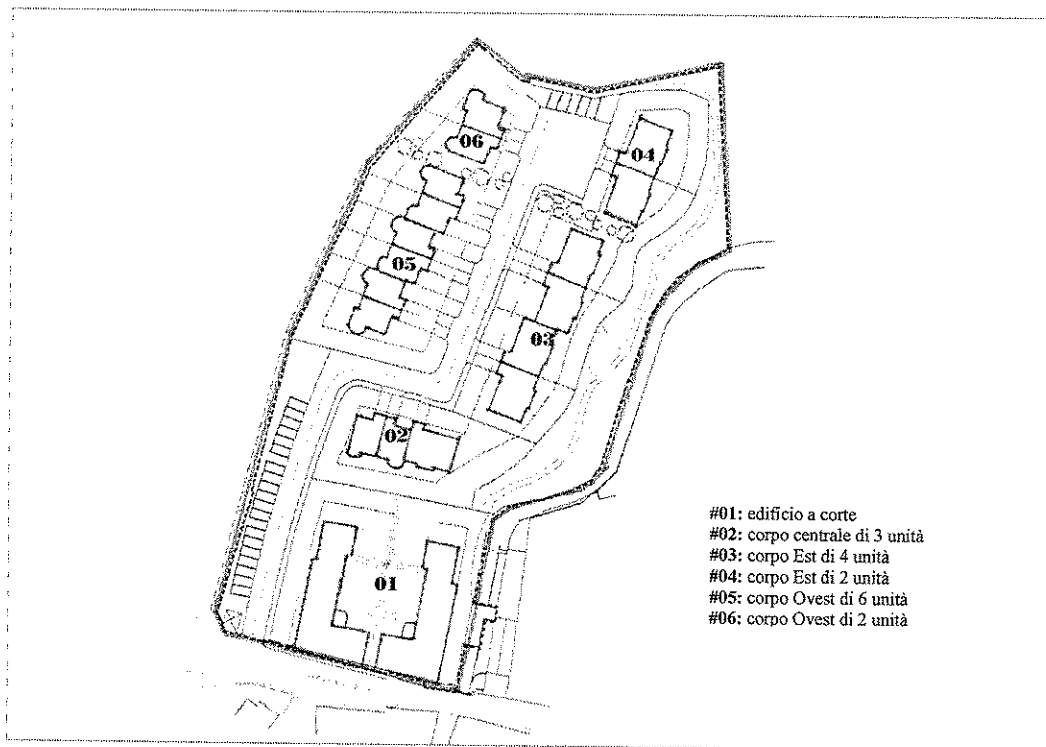 06
04
05
03
02
01
#01: edificio a corte
#02: corpo centrale di 3 unità
#03: corpo Est di 4 unità
#04: corpo Est di 2 unità
#05: corpo Ovest di 6 unità
#06: corpo Ovest di 2 unità